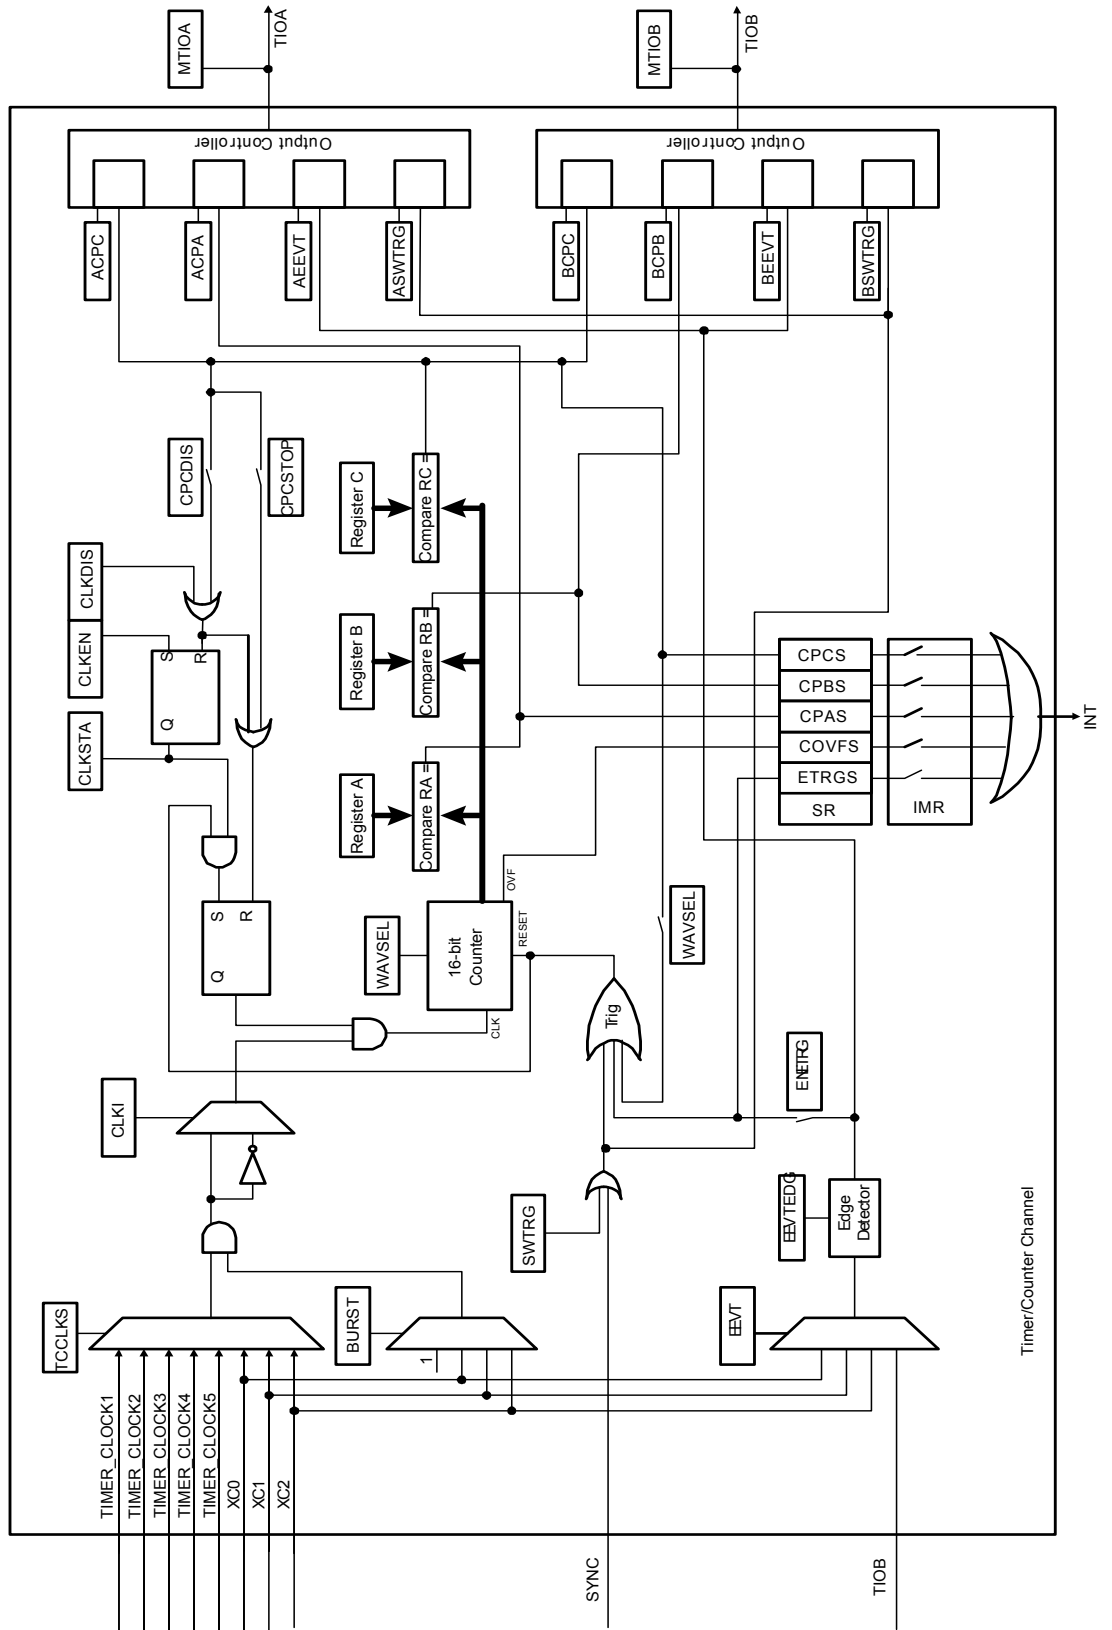 TIMER_CLOCK1
TIMER_CLOCK2
TIMER_CLOCK3
TIMER_CLOCK4
TIMER_CLOCK5
XC0
XC1
XC2
TCCLKS
CLKI
CLKSTA
CLKEN
CLKDIS
Q
S
R
Q
S
R
CPCDIS
CPCSTOP
ACPC
ACPA
AEEVT
ASWTRG
Output Controller
MTIOA
TIOA
BURST
1
WAVSEL
16-bit
Counter
CLK
RESET
OVF
Register A
Register B
Register C
Compare RA =
Compare RB =
Compare RC =
BCPC
BCPB
BEEVT
BSWTRG
Output Controller
MTIOB
TIOB
SYNC
SWTRG
Trig
WAVSEL
TIOB
EEVT
EEVTEDG
Edge
Detector
ENETRG
CPCS
CPBS
CPAS
COVFS
ETRGS
SR
IMR
INT
Timer/Counter Channel